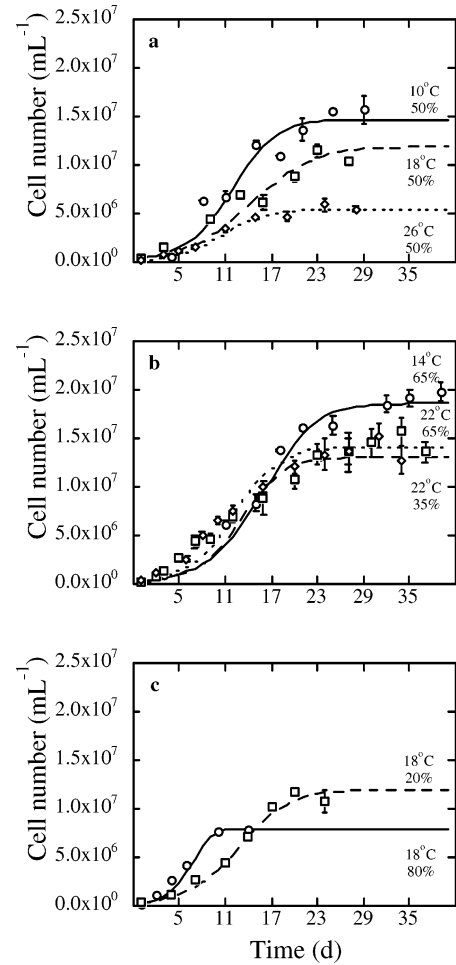 a
2.5x10^7
2.0x10^7
1.5x10^7
1.0x10^7
5.0x10^6
0.0x10^0
Cell number (mL^-1)
10°C
50%
18°C
50%
26°C
50%
5 11 17 23 29 35
b
2.5x10^7
2.0x10^7
1.5x10^7
1.0x10^7
5.0x10^6
0.0x10^0
Cell number (mL^-1)
14°C
65%
22°C
65%
22°C
35%
5 11 17 23 29 35
c
2.5x10^7
2.0x10^7
1.5x10^7
1.0x10^7
5.0x10^6
0.0x10^0
Cell number (mL^-1)
18°C
20%
18°C
80%
5 11 17 23 29 35
Time (d)